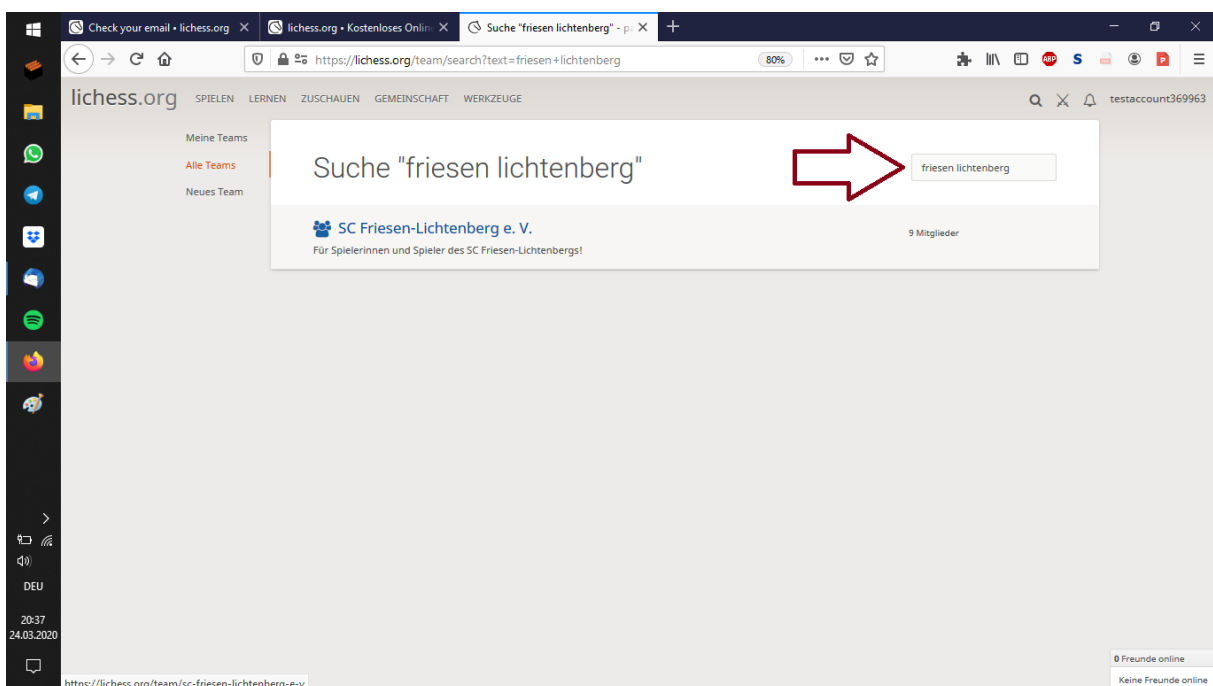 Check your email • lichess.org
lichess.org • Kostenloses Onlin
Suche "friesen lichtenberg" - pa
https://lichess.org/team/search?text=friesen+lichtenberg
80%
ABP
S
P
lichess.org
SPIELEN LERNEN ZUSCHAUEN GEMEINSCHAFT WERKZEUGE
testaccount369963
Meine Teams
Alle Teams
Neues Team
Suche "friesen lichtenberg"
friesen lichtenberg
SC Friesen-Lichtenberg e. V.
9 Mitglieder
Für Spielerinnen und Spieler des SC Friesen-Lichtenbergs!
DEU
20:37
24.03.2020
0 Freunde online
Keine Freunde online
https://lichess.org/team/sc-friesen-lichtenberg-e-v